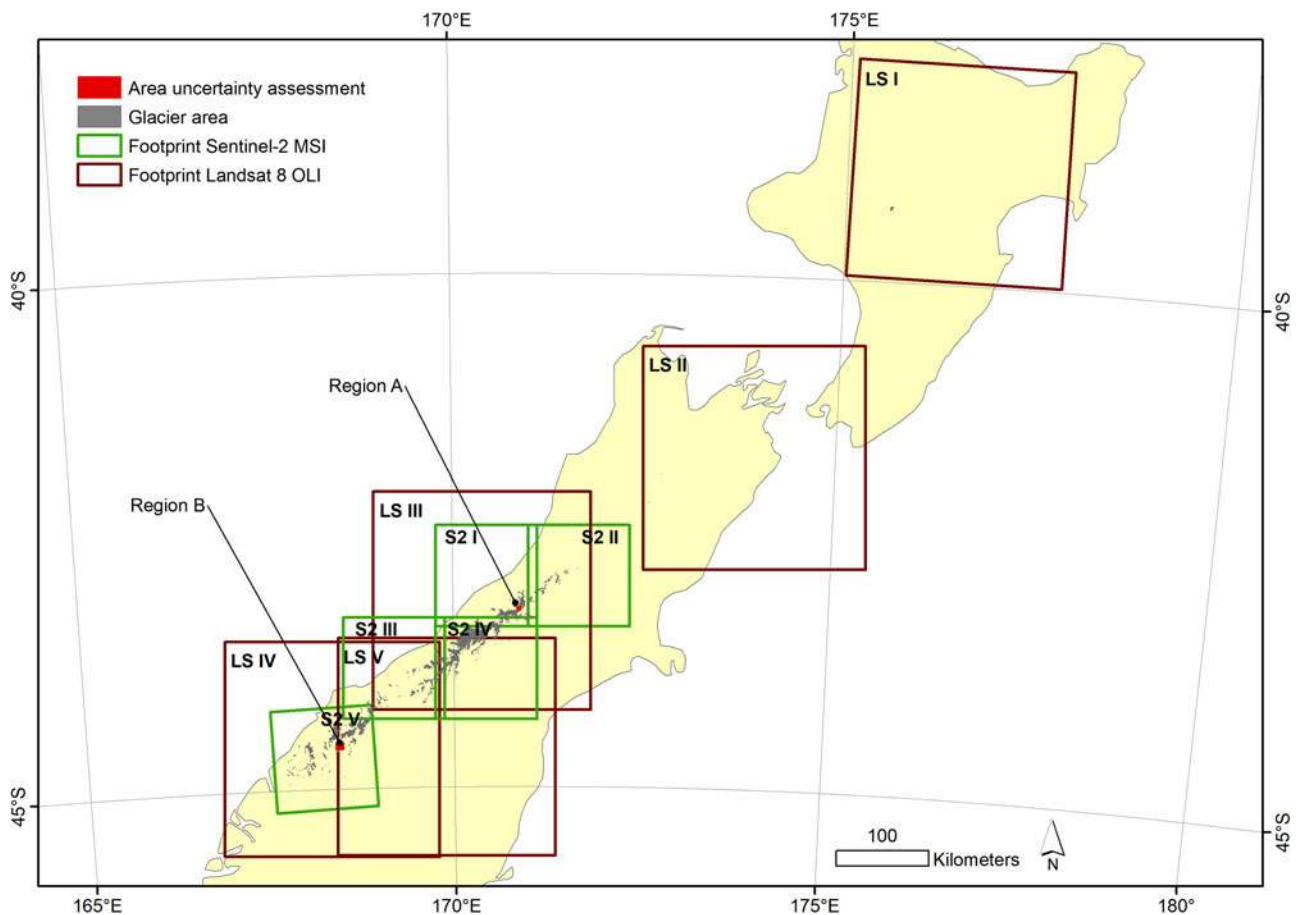 170°E
175°E
Area uncertainty assessment
Glacier area
Footprint Sentinel-2 MSI
Footprint Landsat 8 OLI
LS I
40°S
40°S
LS II
Region A
Region B
LS III
S2 I
S2 II
S2 III
S2 IV
LS IV
LS V
S2 V
45°S
45°S
100
Kilometers
N
165°E
170°E
175°E
180°